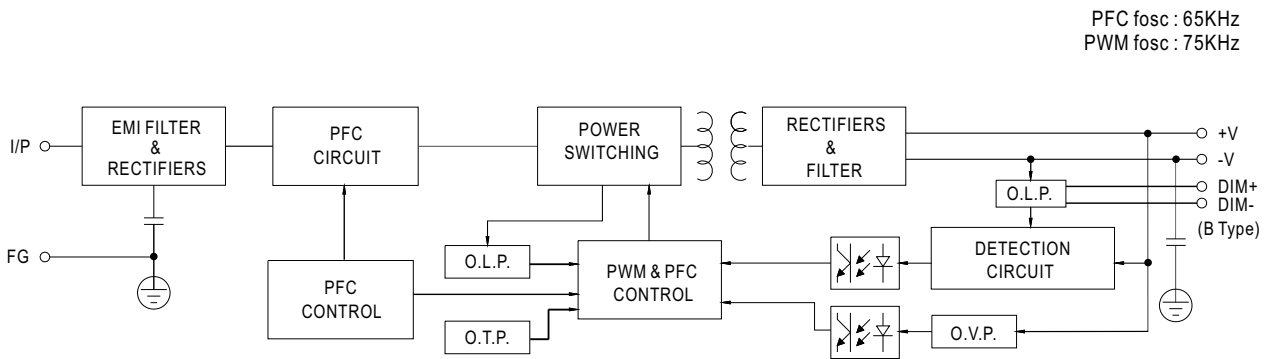 PFC fosc : 65KHz
PWM fosc : 75KHz
I/P
EMI FILTER
&
RECTIFIERS
PFC
CIRCUIT
POWER
SWITCHING
RECTIFIERS
&
FILTER
+V
-V
O.L.P.
DIM+
DIM-
(B Type)
FG
PFC
CONTROL
O.L.P.
O.T.P.
PWM & PFC
CONTROL
DETECTION
CIRCUIT
O.V.P.